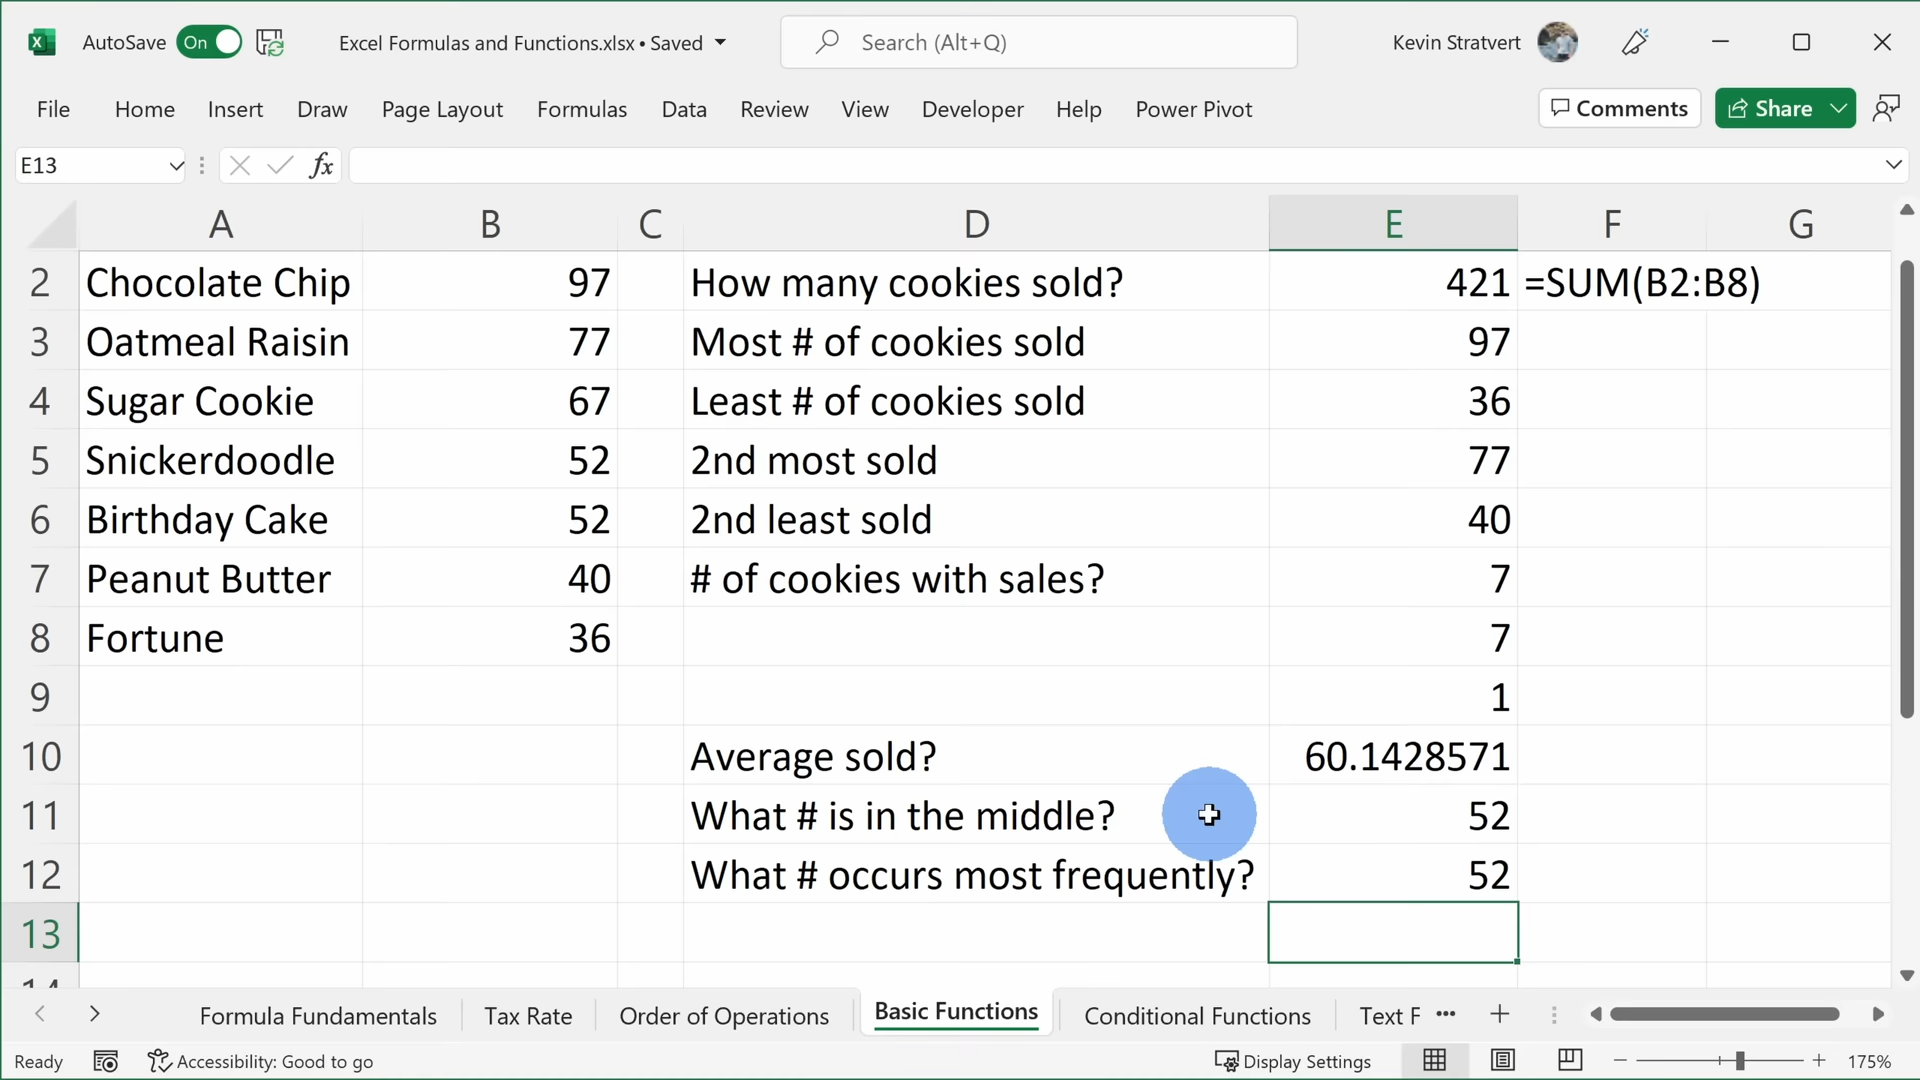 AutoSave On Excel Formulas and Functions.xlsx • Saved Search (Alt+Q) Kevin Stratvert
File Home Insert Draw Page Layout Formulas Data Review View Developer Help Power Pivot Comments Share
E13 fx
A B C D E F G
2 Chocolate Chip 97 How many cookies sold? 421 =SUM(B2:B8)
3 Oatmeal Raisin 77 Most # of cookies sold 97
4 Sugar Cookie 67 Least # of cookies sold 36
5 Snickerdoodle 52 2nd most sold 77
6 Birthday Cake 52 2nd least sold 40
7 Peanut Butter 40 # of cookies with sales? 7
8 Fortune 36 7
9 1
10 Average sold? 60.1428571
11 What # is in the middle? 52
12 What # occurs most frequently? 52
13
14
Formula Fundamentals Tax Rate Order of Operations Basic Functions Conditional Functions Text F ...
Ready Accessibility: Good to go Display Settings 175%